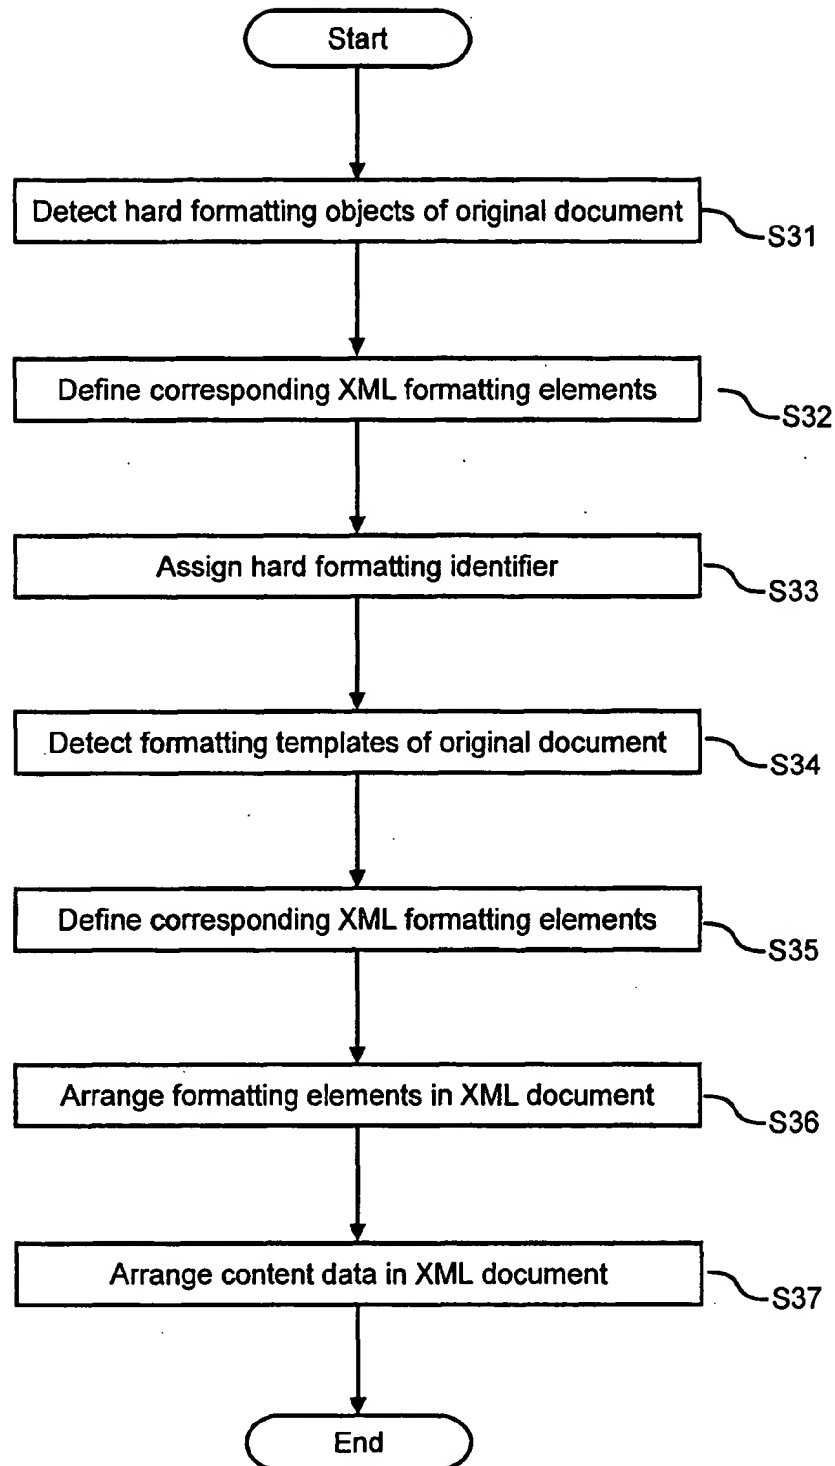 Start
Detect hard formatting objects of original document
S31
Define corresponding XML formatting elements
S32
Assign hard formatting identifier
S33
Detect formatting templates of original document
S34
Define corresponding XML formatting elements
S35
Arrange formatting elements in XML document
S36
Arrange content data in XML document
S37
End